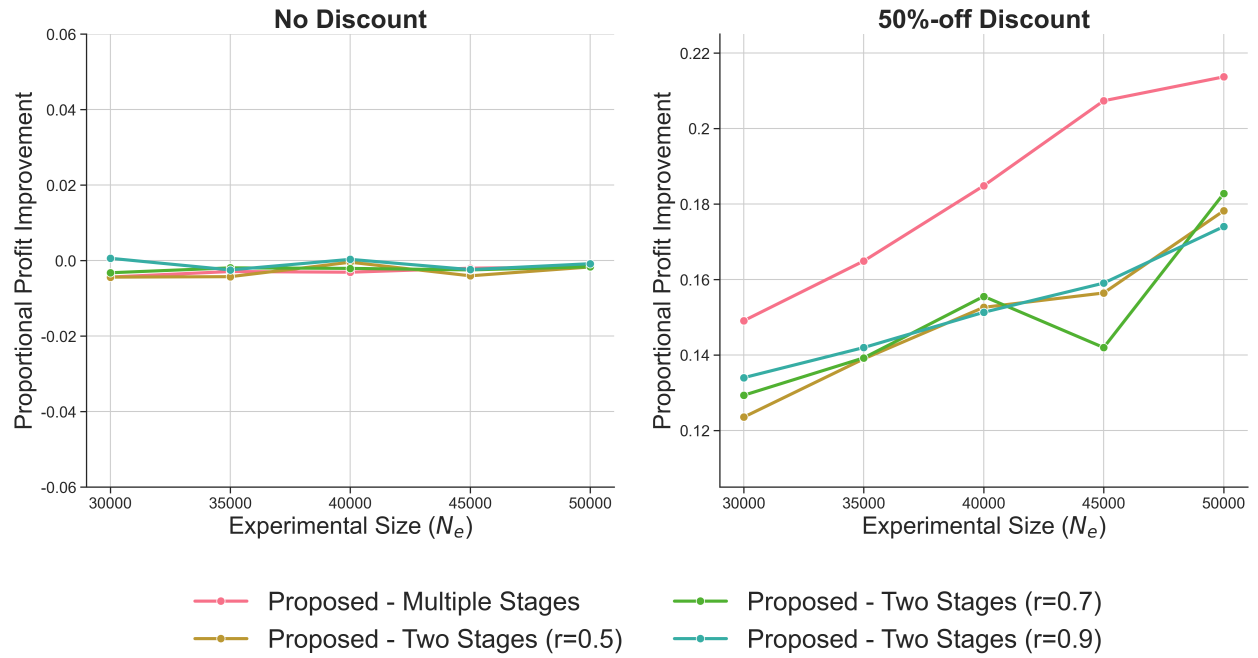 No Discount
0.06
0.04
0.02
0.0
-0.02
-0.04
-0.06
Proportional Profit Improvement
30000 35000 40000 45000 50000
Experimental Size (Nₑ)
50%-off Discount
0.22
0.2
0.18
0.16
0.14
0.12
Proportional Profit Improvement
30000 35000 40000 45000 50000
Experimental Size (Nₑ)
Proposed - Multiple Stages
Proposed - Two Stages (r=0.5)
Proposed - Two Stages (r=0.7)
Proposed - Two Stages (r=0.9)